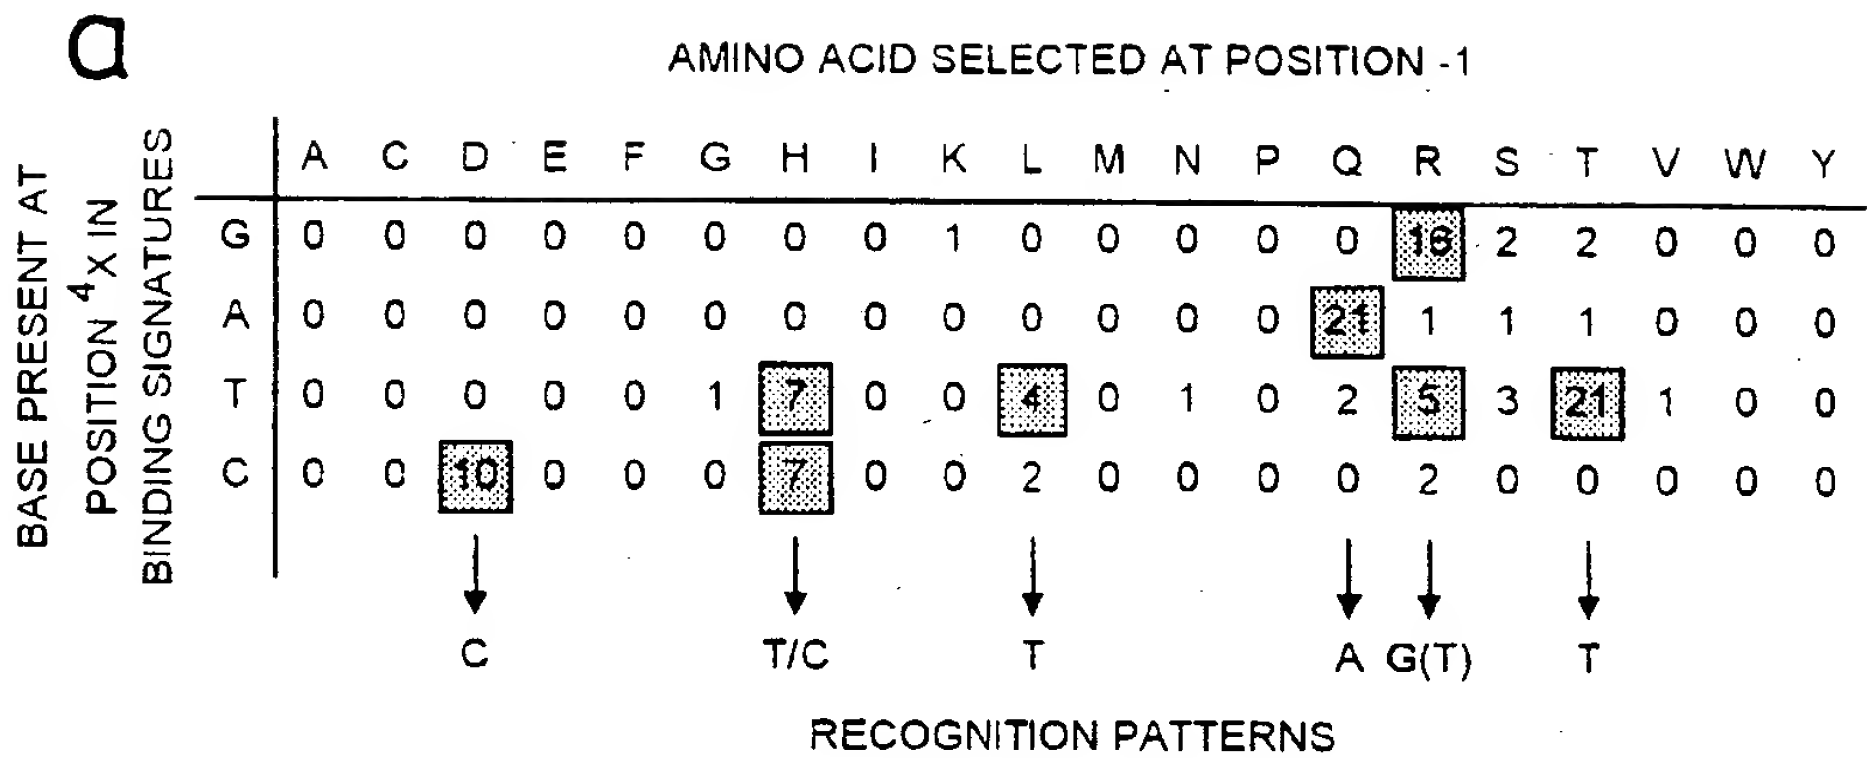 a
AMINO ACID SELECTED AT POSITION -1
BASE PRESENT AT
POSITION ⁴X IN
BINDING SIGNATURES
A C D E F G H I K L M N P Q R S T V W Y
G 0 0 0 0 0 0 0 0 1 0 0 0 0 0 16 2 2 0 0 0
A 0 0 0 0 0 0 0 0 0 0 0 0 0 21 1 1 1 0 0 0
T 0 0 0 0 0 1 7 0 0 4 0 1 0 2 5 3 21 1 0 0
C 0 0 10 0 0 0 7 0 0 2 0 0 0 0 2 0 0 0 0 0
C T/C T A G(T) T
RECOGNITION PATTERNS